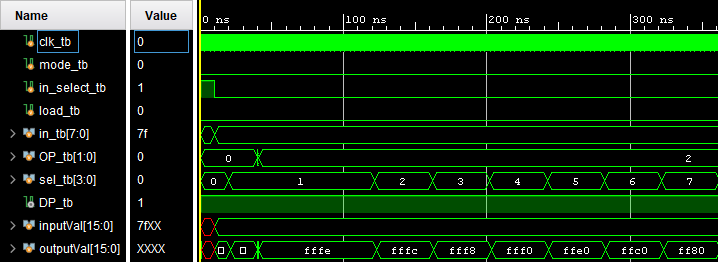 Name Value 0 ns 100 ns 200 ns 300 ns
clk_tb 0
mode_tb 0
in_select_tb 1
load_tb 0
in_tb[7:0] 7f
OP_tb[1:0] 0 0 2
sel_tb[3:0] 0 0 1 2 3 4 5 6 7
DP_tb 1
inputVal[15:0] 7fXX
outputVal[15:0] XXXX fffe fffc fff8 fff0 ffe0 ffc0 ff80